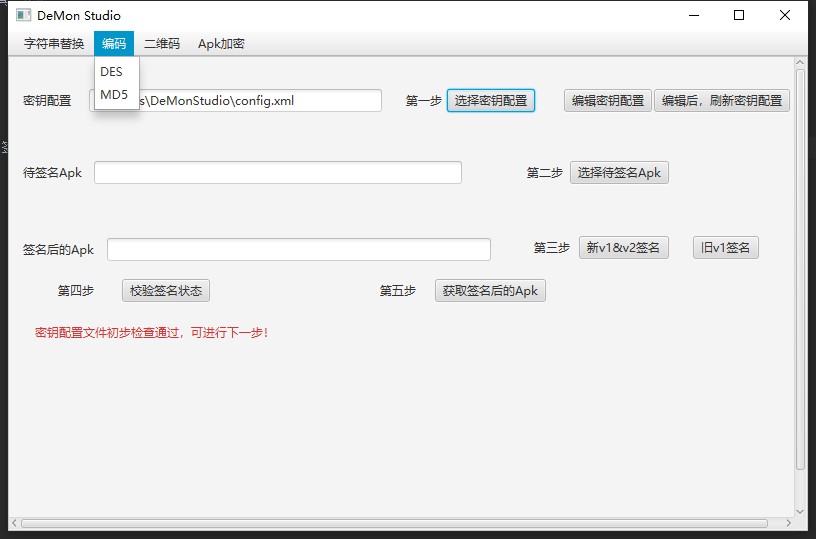 DeMon Studio
字符串替换 编码 二维码 Apk加密
DES
MD5
密钥配置 s\DeMonStudio\config.xml 第一步 选择密钥配置 编辑密钥配置 编辑后，刷新密钥配置
待签名Apk 第二步 选择待签名Apk
签名后的Apk 第三步 新v1&v2签名 旧v1签名
第四步 校验签名状态 第五步 获取签名后的Apk
密钥配置文件初步检查通过，可进行下一步！